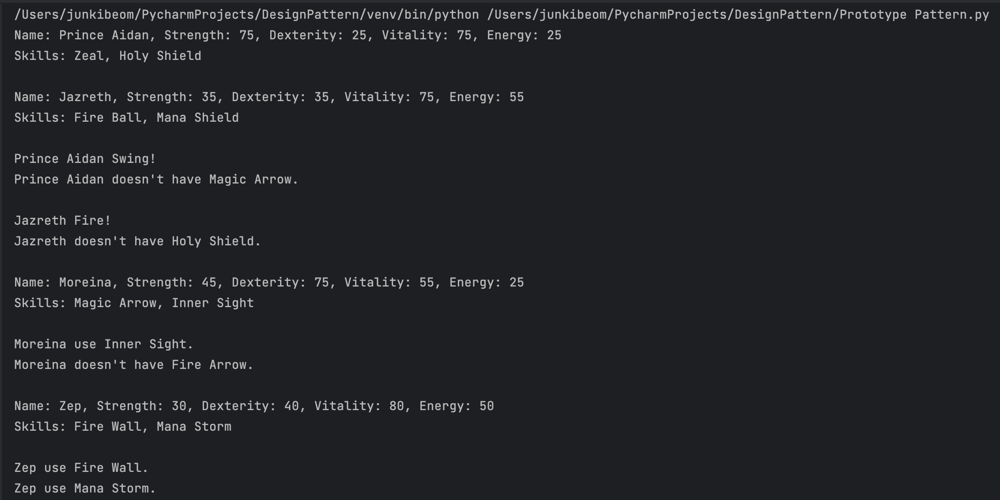 /Users/junkibeom/PycharmProjects/DesignPattern/venv/bin/python /Users/junkibeom/PycharmProjects/DesignPattern/Prototype Pattern.py
Name: Prince Aidan, Strength: 75, Dexterity: 25, Vitality: 75, Energy: 25
Skills: Zeal, Holy Shield
Name: Jazreth, Strength: 35, Dexterity: 35, Vitality: 75, Energy: 55
Skills: Fire Ball, Mana Shield
Prince Aidan Swing!
Prince Aidan doesn't have Magic Arrow.
Jazreth Fire!
Jazreth doesn't have Holy Shield.
Name: Moreina, Strength: 45, Dexterity: 75, Vitality: 55, Energy: 25
Skills: Magic Arrow, Inner Sight
Moreina use Inner Sight.
Moreina doesn't have Fire Arrow.
Name: Zep, Strength: 30, Dexterity: 40, Vitality: 80, Energy: 50
Skills: Fire Wall, Mana Storm
Zep use Fire Wall.
Zep use Mana Storm.